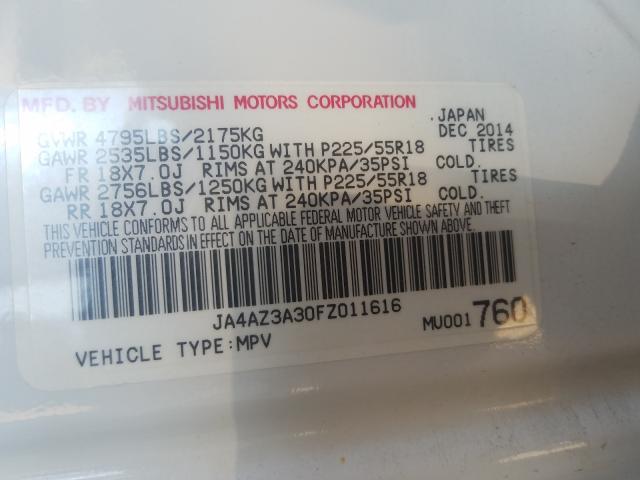 MFD. BY MITSUBISHI MOTORS CORPORATION
JAPAN
GVWR 4795LBS/2175KG DEC 2014
GAWR 2535LBS/1150KG WITH P225/55R18 TIRES
FR 18X7.0J RIMS AT 240KPA/35PSI COLD.
GAWR 2756LBS/1250KG WITH P225/55R18 TIRES
RR 18X7.0J RIMS AT 240KPA/35PSI COLD.
THIS VEHICLE CONFORMS TO ALL APPLICABLE FEDERAL MOTOR VEHICLE SAFETY AND THEFT
PREVENTION STANDARDS IN EFFECT ON THE DATE OF MANUFACTURE SHOWN ABOVE.
JA4AZ3A30FZ011616
MU001760
VEHICLE TYPE:MPV